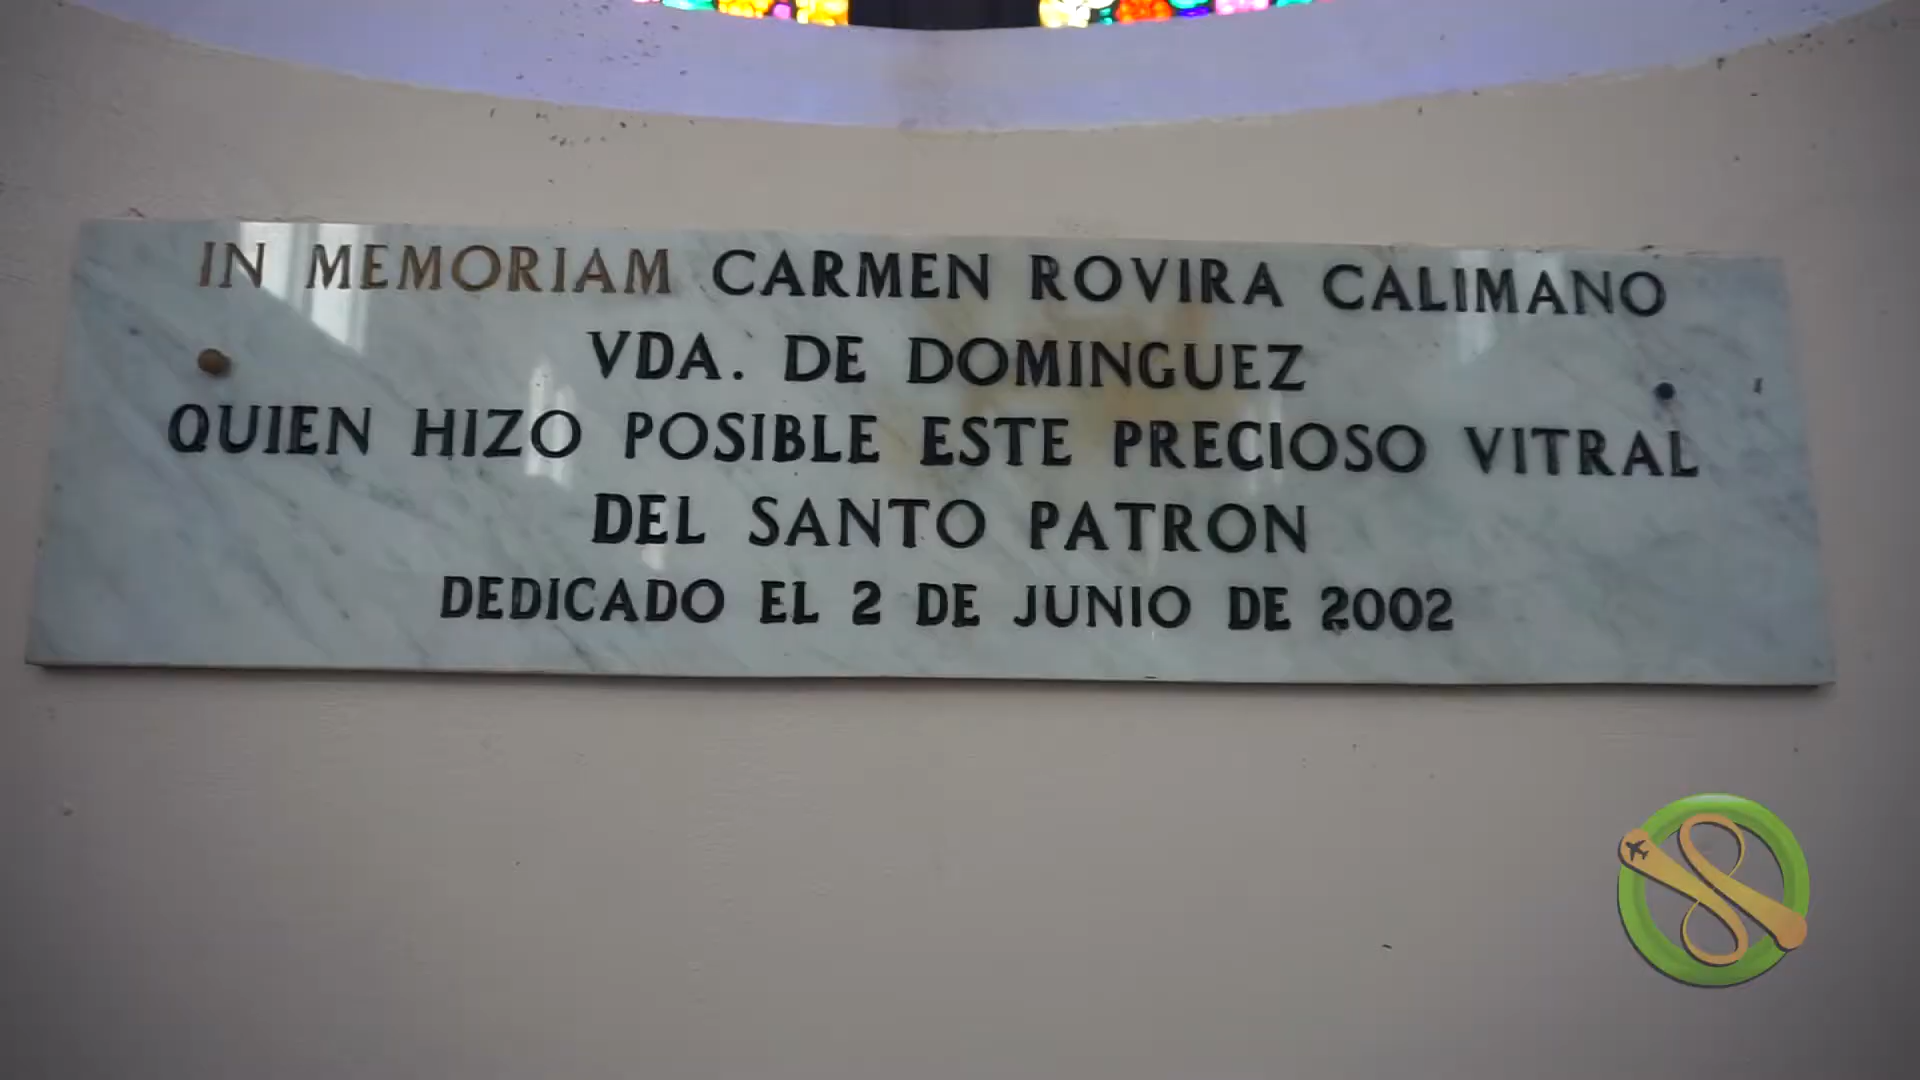 IN MEMORIAM CARMEN ROVIRA CALIMANO
VDA. DE DOMINGUEZ
QUIEN HIZO POSIBLE ESTE PRECIOSO VITRAL
DEL SANTO PATRON
DEDICADO EL 2 DE JUNIO DE 2002